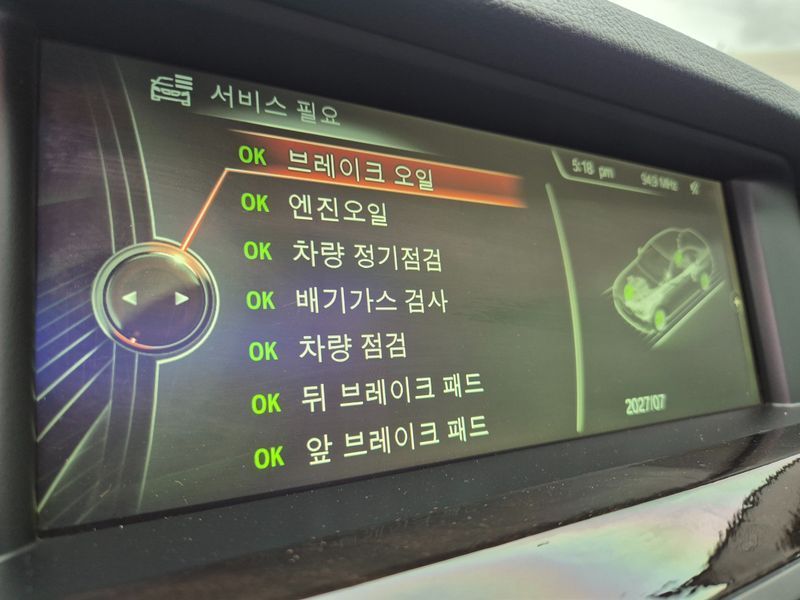 서비스 필요
5:18 pm
94.9 MHz
OK 브레이크 오일
OK 엔진오일
OK 차량 정기점검
OK 배기가스 검사
OK 차량 점검
OK 뒤 브레이크 패드
OK 앞 브레이크 패드
2027/07